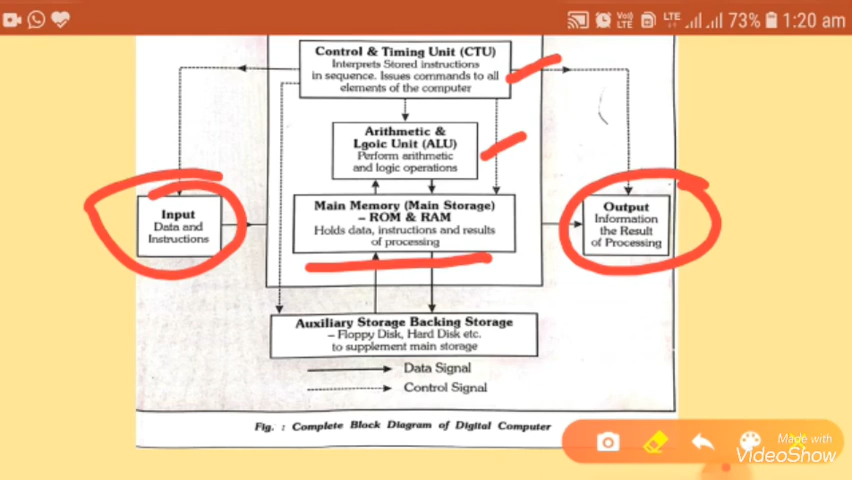 Vo)) LTE LTE 73% 1:20 am
Control & Timing Unit (CTU)
Interprets Stored instructions
in sequence. Issues commands to all
elements of the computer
Arithmetic &
Lgoic Unit (ALU)
Perform arithmetic
and logic operations
Main Memory (Main Storage)
– ROM & RAM
Holds data, instructions and results
of processing
Input
Data and
Instructions
Output
Information
the Result
of Processing
Auxiliary Storage Backing Storage
– Floppy Disk, Hard Disk etc.
to supplement main storage
Data Signal
Control Signal
Fig. : Complete Block Diagram of Digital Computer
Made with
VideoShow